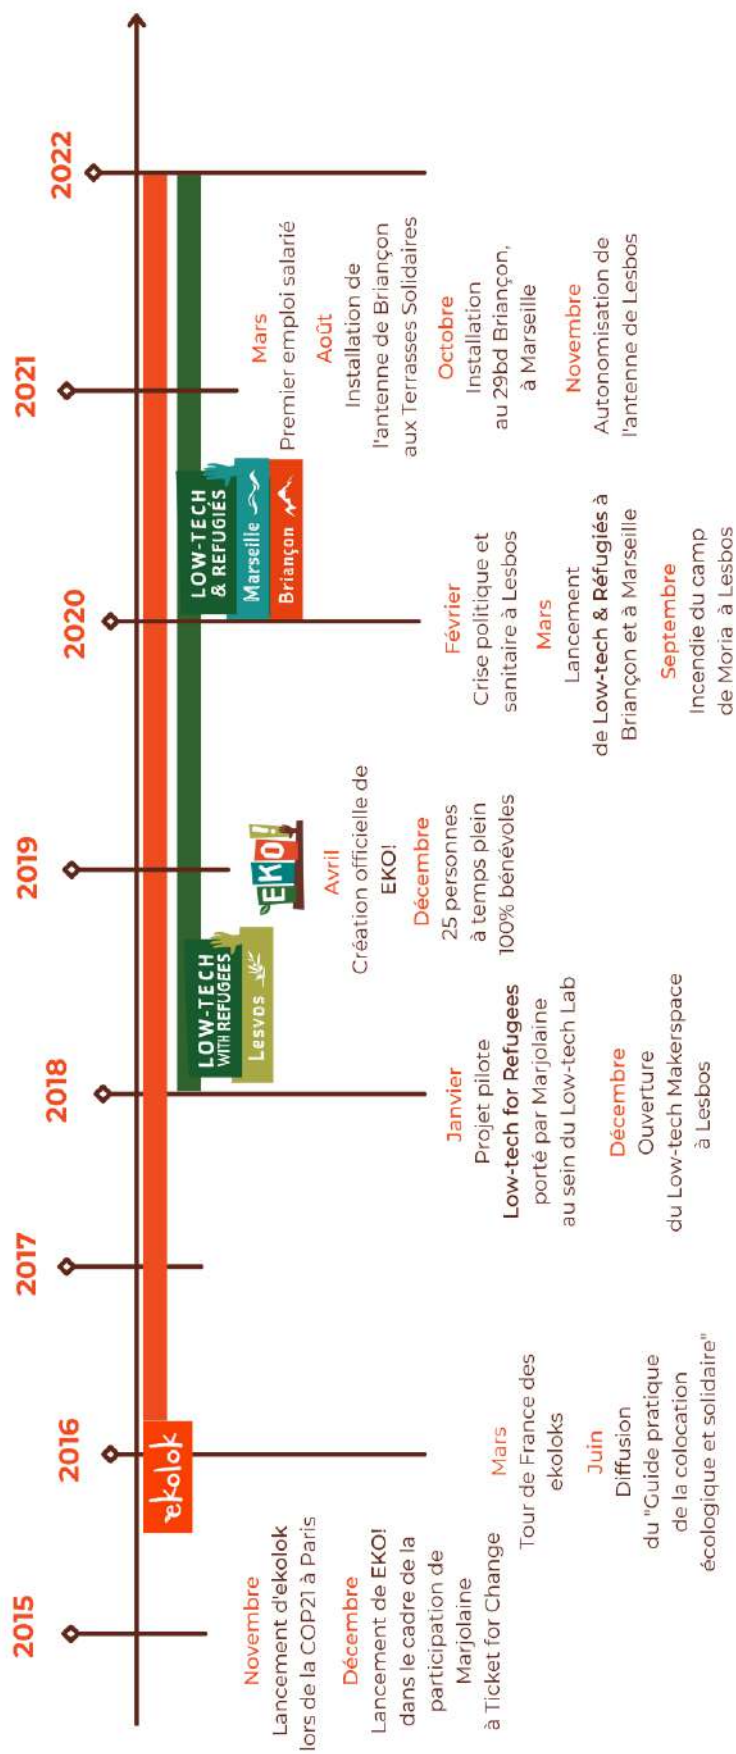 2015
Novembre
Lancement d'ekolok
lors de la COP21 à Paris
Décembre
Lancement de EKO!
dans le cadre de la
participation de
Marjolaine
à Ticket for Change
2016
ekolok
Mars
Tour de France des
ekoloks
Juin
Diffusion
du "Guide pratique
de la colocation
écologique et solidaire"
2017
2018
LOW-TECH
WITH REFUGEES
Lesvos
Janvier
Projet pilote
Low-tech for Refugees
porté par Marjolaine
au sein du Low-tech Lab
Décembre
Ouverture
du Low-tech Makerspace
à Lesbos
2019
EKO!
Avril
Création officielle de
EKO!
Décembre
25 personnes
à temps plein
100% bénévoles
2020
LOW-TECH
& REFUGIÉS
Marseille
Briançon
Février
Crise politique et
sanitaire à Lesbos
Mars
Lancement
de Low-tech & Réfugiés à
Briançon et à Marseille
Septembre
Incendie du camp
de Moria à Lesbos
2021
Mars
Premier emploi salarié
Août
Installation de
l'antenne de Briançon
aux Terrasses Solidaires
Octobre
Installation
au 29bd Briançon,
à Marseille
Novembre
Autonomisation de
l'antenne de Lesbos
2022